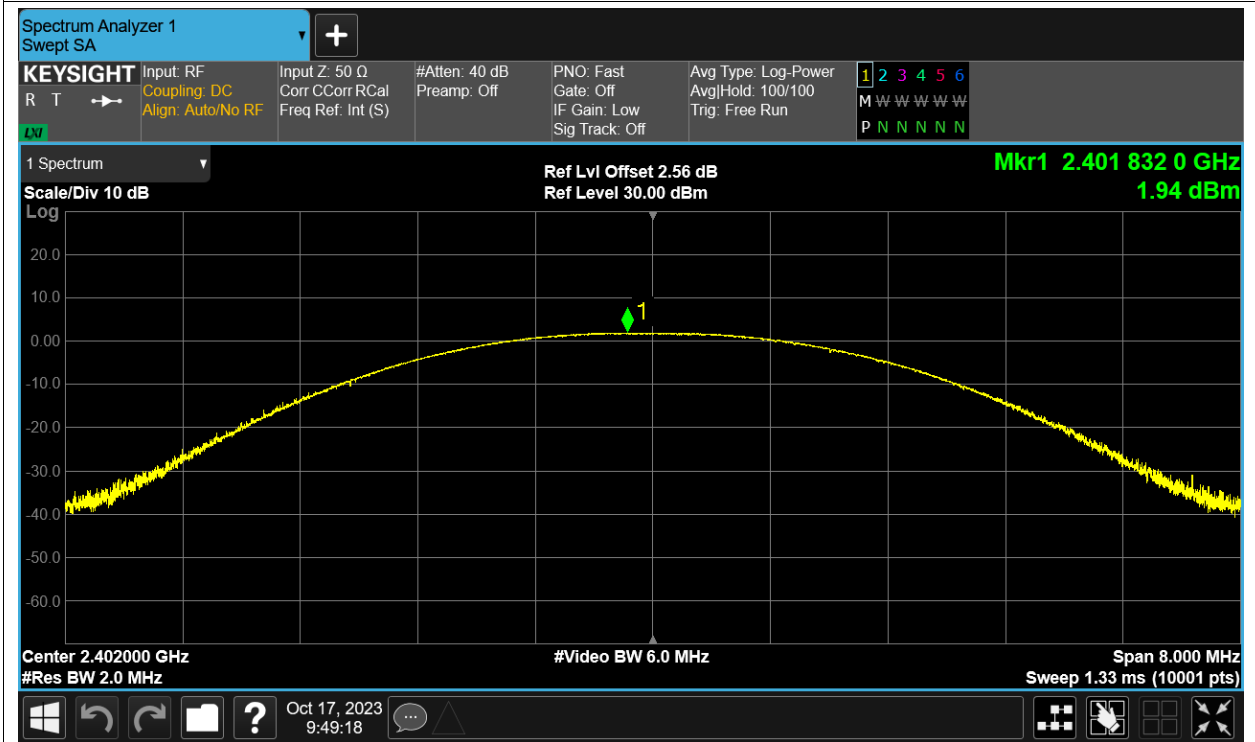 Spectrum Analyzer 1
Swept SA
+
KEYSIGHT
R T
LXI
Input: RF
Coupling: DC
Align: Auto/No RF
Input Z: 50 Ω
Corr CCorr RCal
Freq Ref: Int (S)
#Atten: 40 dB
Preamp: Off
PNO: Fast
Gate: Off
IF Gain: Low
Sig Track: Off
Avg Type: Log-Power
Avg|Hold: 100/100
Trig: Free Run
1 2 3 4 5 6
M W W W W W
P N N N N N
1 Spectrum
Scale/Div 10 dB
Log
Ref Lvl Offset 2.56 dB
Ref Level 30.00 dBm
Mkr1 2.401 832 0 GHz
1.94 dBm
20.0
10.0
1
0.00
-10.0
-20.0
-30.0
-40.0
-50.0
-60.0
Center 2.402000 GHz
#Video BW 6.0 MHz
Span 8.000 MHz
#Res BW 2.0 MHz
Sweep 1.33 ms (10001 pts)
?
Oct 17, 2023
9:49:18